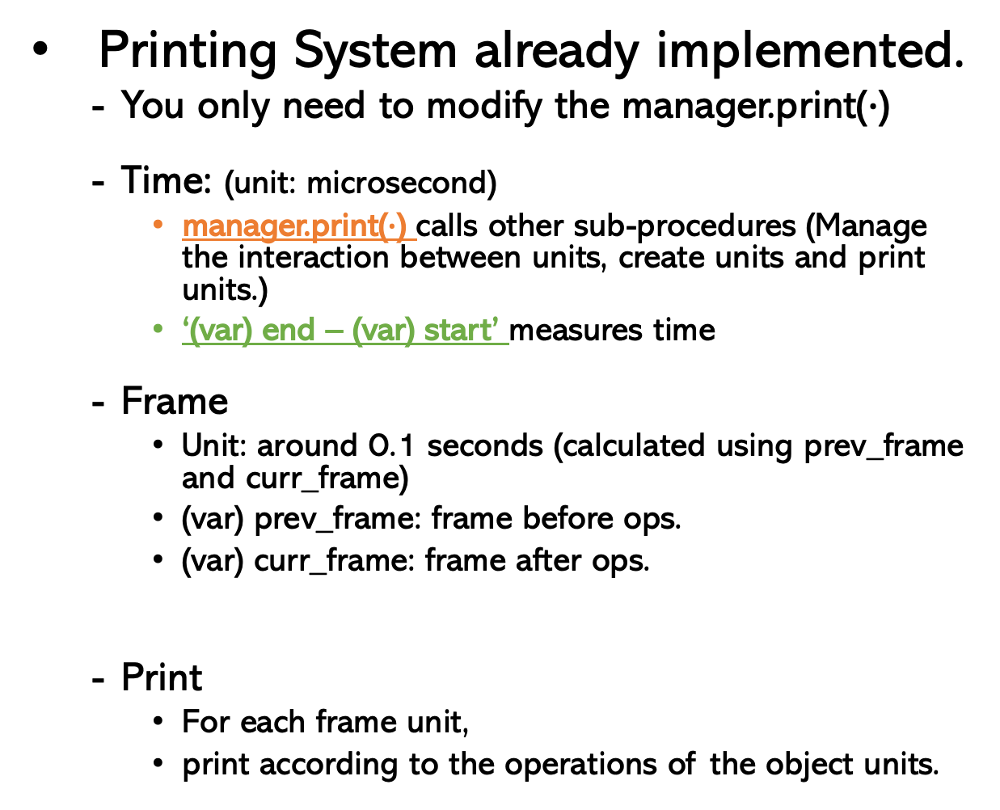 • Printing System already implemented.
- You only need to modify the manager.print(·)
- Time: (unit: microsecond)
• manager.print(·) calls other sub-procedures (Manage
the interaction between units, create units and print
units.)
• ‘(var) end – (var) start’ measures time
- Frame
• Unit: around 0.1 seconds (calculated using prev_frame
and curr_frame)
• (var) prev_frame: frame before ops.
• (var) curr_frame: frame after ops.
- Print
• For each frame unit,
• print according to the operations of the object units.